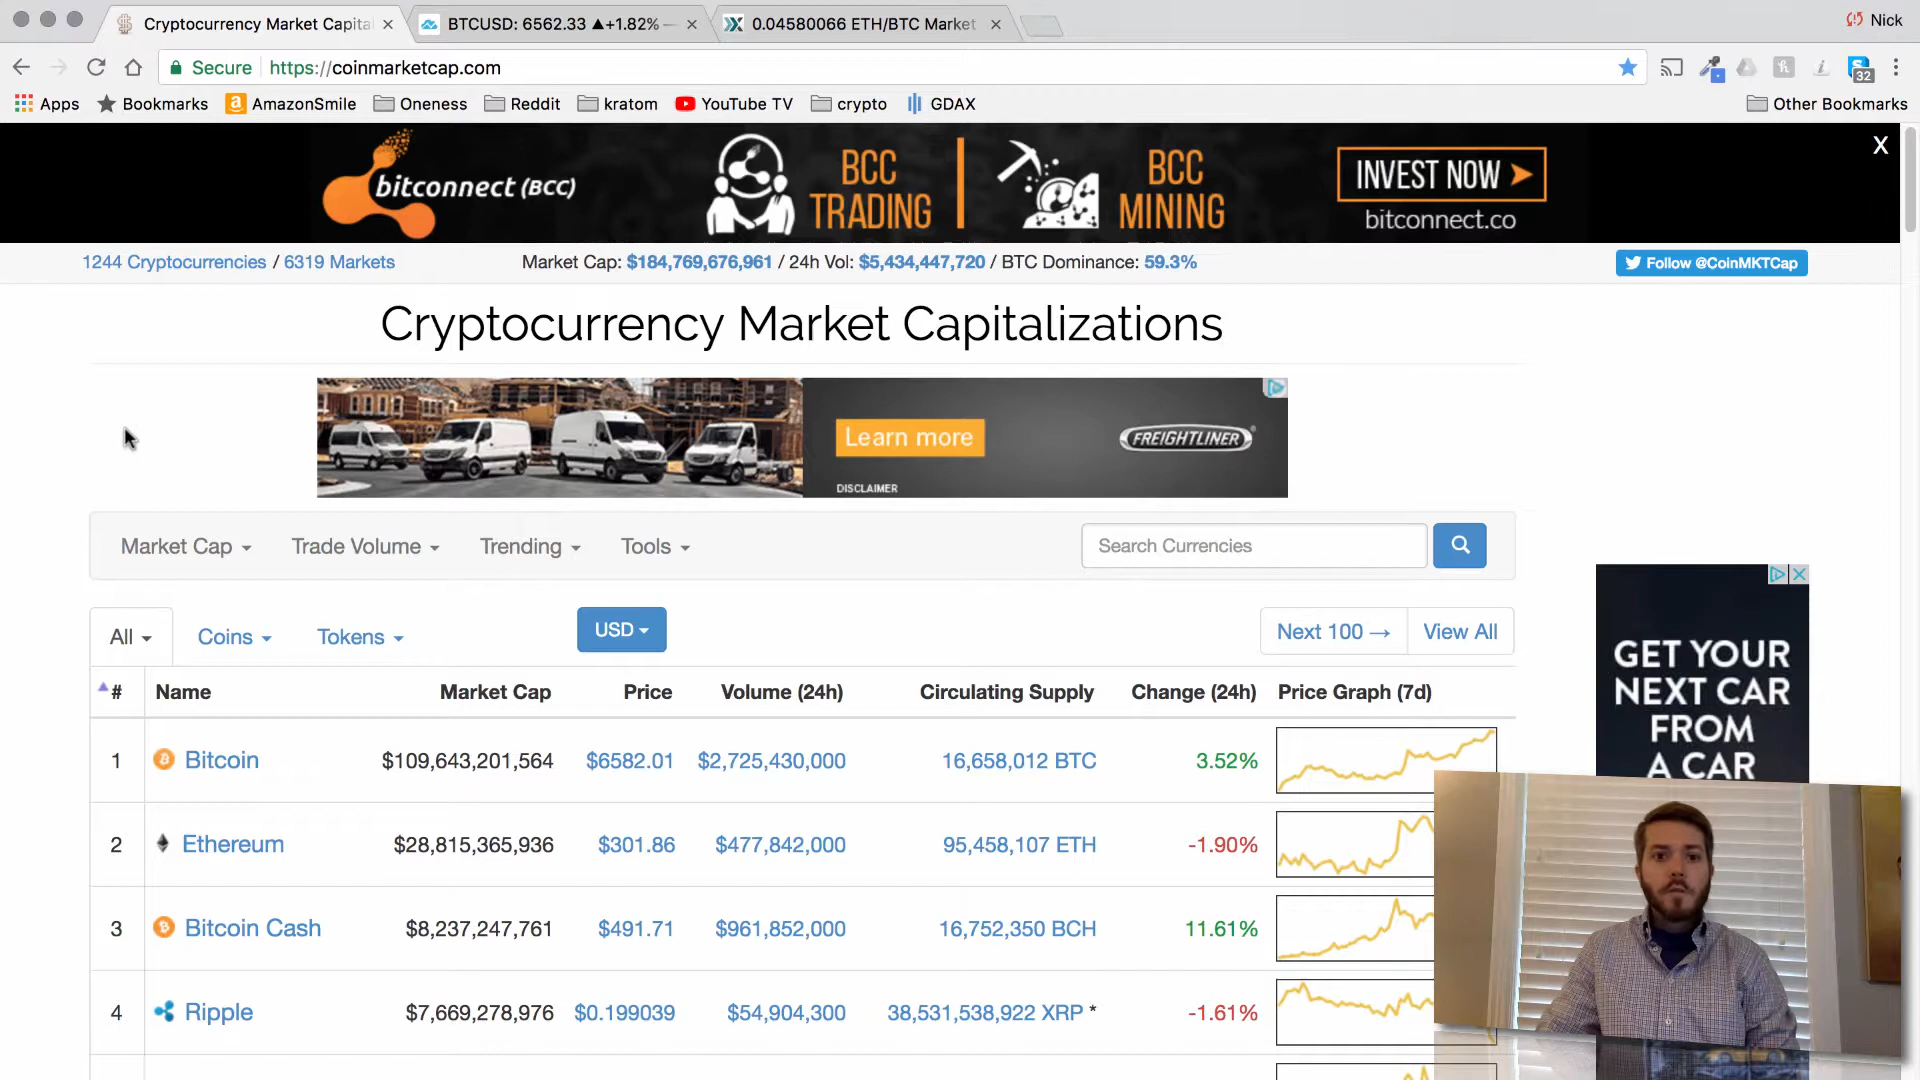 Cryptocurrency Market Capita
BTCUSD: 6562.33 ▲+1.82% —
0.04580066 ETH/BTC Market
Nick
Secure https://coinmarketcap.com
32
Apps Bookmarks AmazonSmile Oneness Reddit kratom YouTube TV crypto GDAX Other Bookmarks
bitconnect (BCC)
BCC TRADING
BCC MINING
INVEST NOW
bitconnect.co
X
1244 Cryptocurrencies / 6319 Markets
Market Cap: $184,769,676,961 / 24h Vol: $5,434,447,720 / BTC Dominance: 59.3%
Follow @CoinMKTCap
Cryptocurrency Market Capitalizations
Learn more
FREIGHTLINER
DISCLAIMER
Market Cap Trade Volume Trending Tools
Search Currencies
All Coins Tokens USD Next 100 → View All
# Name Market Cap Price Volume (24h) Circulating Supply Change (24h) Price Graph (7d)
1 Bitcoin $109,643,201,564 $6582.01 $2,725,430,000 16,658,012 BTC 3.52%
2 Ethereum $28,815,365,936 $301.86 $477,842,000 95,458,107 ETH -1.90%
3 Bitcoin Cash $8,237,247,761 $491.71 $961,852,000 16,752,350 BCH 11.61%
4 Ripple $7,669,278,976 $0.199039 $54,904,300 38,531,538,922 XRP * -1.61%
GET YOUR
NEXT CAR
FROM
A CAR